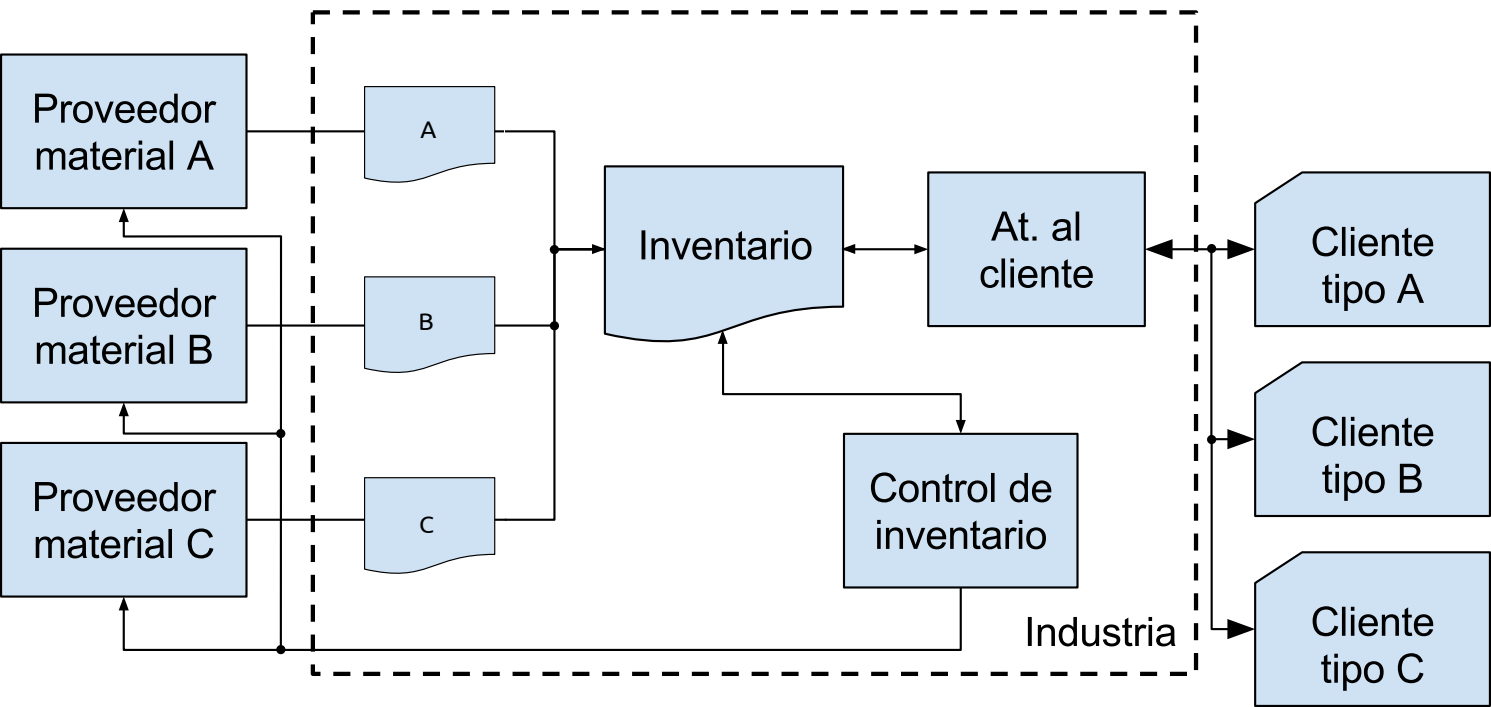 Proveedor
material A
Proveedor
material B
Proveedor
material C
A
B
C
Inventario
At. al
cliente
Control de
inventario
Industria
Cliente
tipo A
Cliente
tipo B
Cliente
tipo C